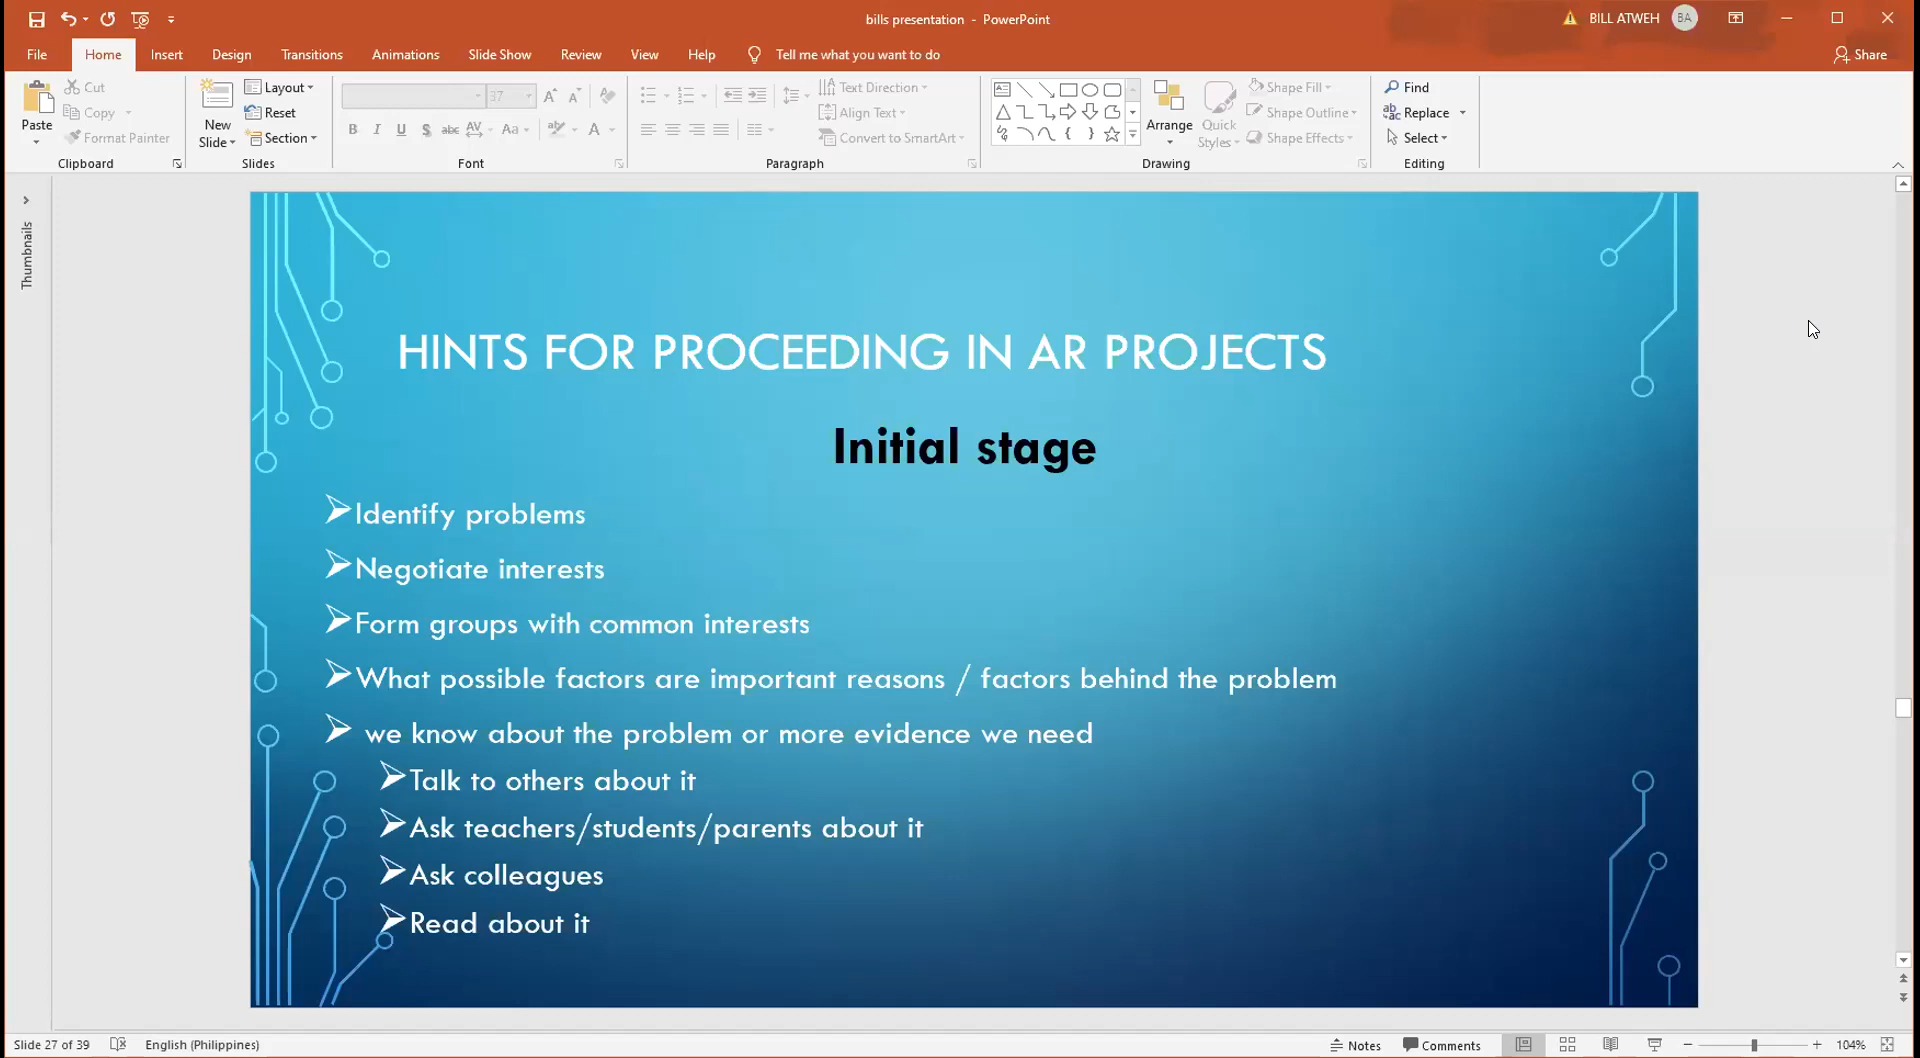 bills presentation - PowerPoint
BILL ATWEH
BA
File Home Insert Design Transitions Animations Slide Show Review View Help Tell me what you want to do
Share
Paste
Cut
Copy
Format Painter
Clipboard
New
Slide
Layout
Reset
Section
Slides
37
B I U S abc AV Aa A
Font
Text Direction
Align Text
Convert to SmartArt
Paragraph
Arrange
Quick
Styles
Shape Fill
Shape Outline
Shape Effects
Drawing
Find
Replace
Select
Editing
Thumbnails
HINTS FOR PROCEEDING IN AR PROJECTS
Initial stage
Identify problems
Negotiate interests
Form groups with common interests
What possible factors are important reasons / factors behind the problem
we know about the problem or more evidence we need
Talk to others about it
Ask teachers/students/parents about it
Ask colleagues
Read about it
Slide 27 of 39 English (Philippines) Notes Comments 104%